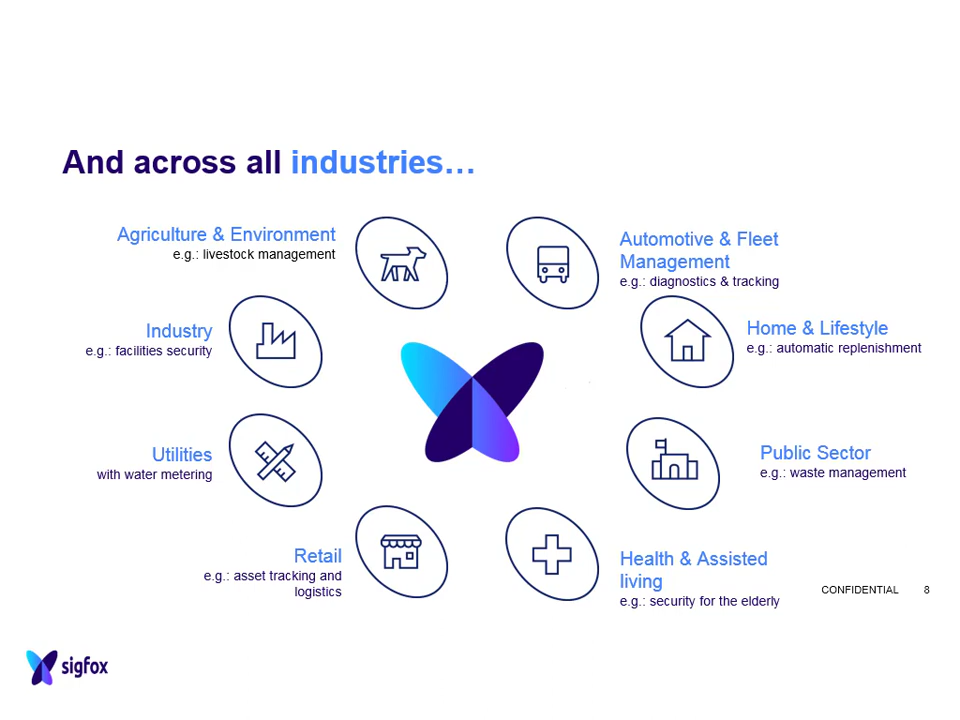 And across all industries…
Agriculture & Environment
e.g.: livestock management
Automotive & Fleet
Management
e.g.: diagnostics & tracking
Industry
e.g.: facilities security
Home & Lifestyle
e.g.: automatic replenishment
Utilities
with water metering
Public Sector
e.g.: waste management
Retail
e.g.: asset tracking and
logistics
Health & Assisted
living
e.g.: security for the elderly
CONFIDENTIAL 8
sigfox